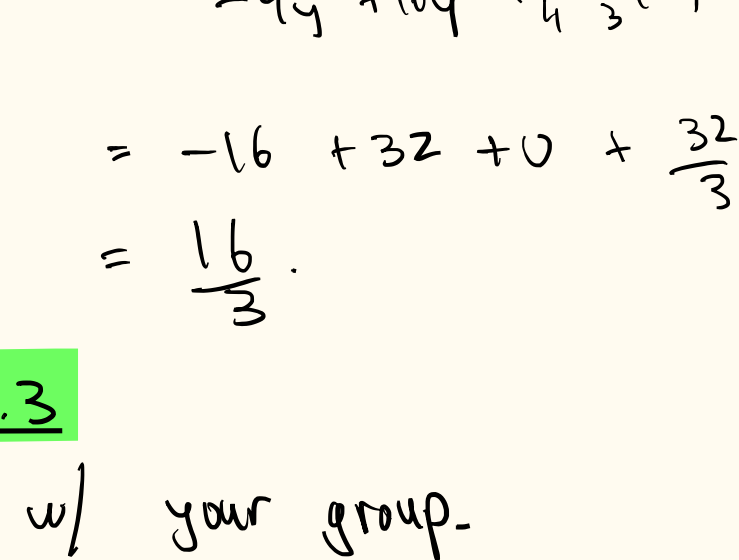 = -16 + 32 + 0 + 32/3
= 16/3.
.3
w/ your group.